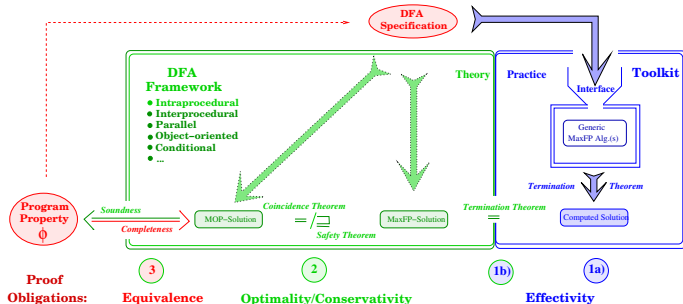 DFA
Specification
DFA
Framework
Theory
Practice
Toolkit
Intraprocedural
Interprocedural
Parallel
Object-oriented
Conditional
...
Interface
Generic
MaxFP Alg.(s)
Termination Theorem
Program
Property
ϕ
Soundness
Completeness
MOP-Solution
Coincidence Theorem
= / ⊒
Safety Theorem
MaxFP-Solution
Termination Theorem
=
Computed Solution
3
2
1b)
1a)
Proof
Obligations:
Equivalence
Optimality/Conservativity
Effectivity